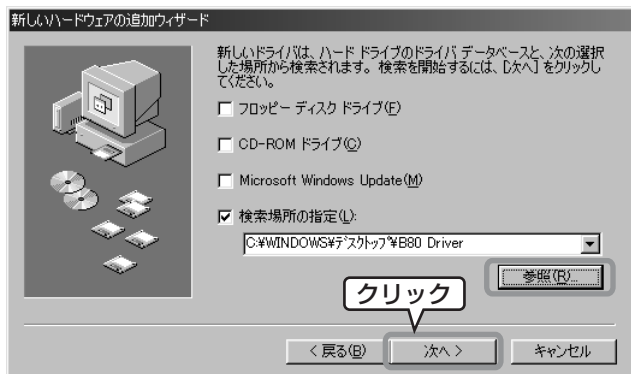 新しいハードウェアの追加ウィザード
新しいドライバは、ハード ドライブのドライバ データベースと、次の選択
した場所から検索されます。検索を開始するには、[次へ] をクリックし
てください。
フロッピー ディスク ドライブ(F)
CD-ROM ドライブ(C)
Microsoft Windows Update(M)
検索場所の指定(L):
C:¥WINDOWS¥デスクトップ¥B80 Driver
参照(R)...
クリック
< 戻る(B)
次へ >
キャンセル